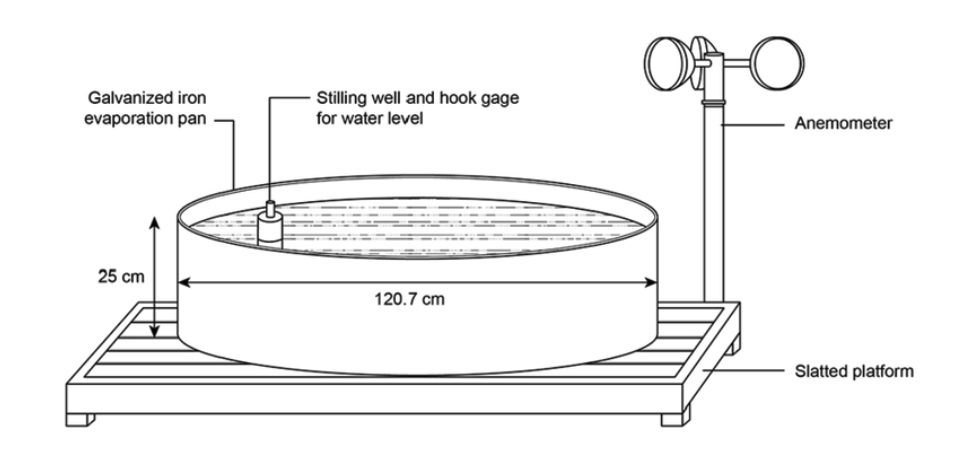 Galvanized iron
evaporation pan
Stilling well and hook gage
for water level
Anemometer
25 cm
120.7 cm
Slatted platform